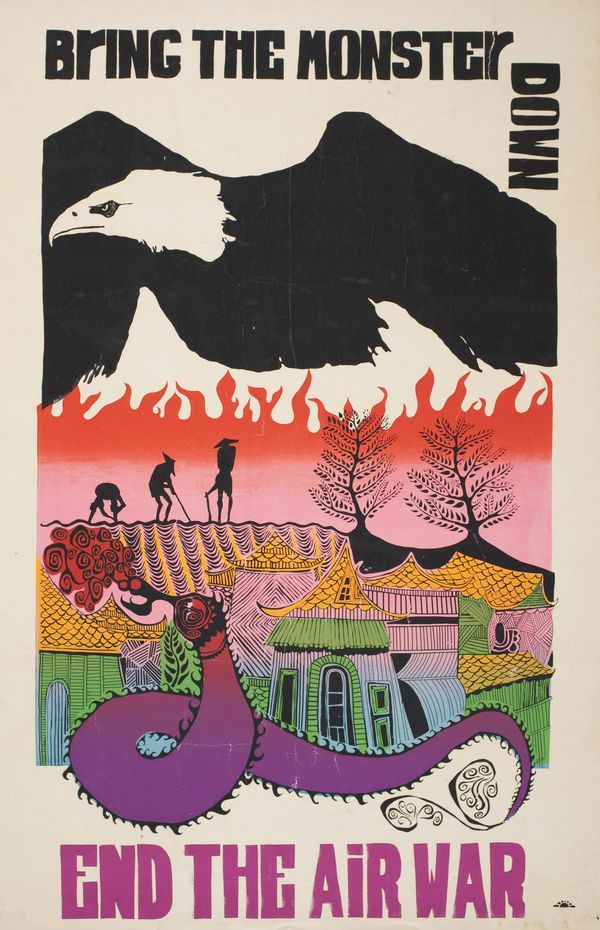 BrING THE MONSTEr
DOWN
END THE AiR WAR